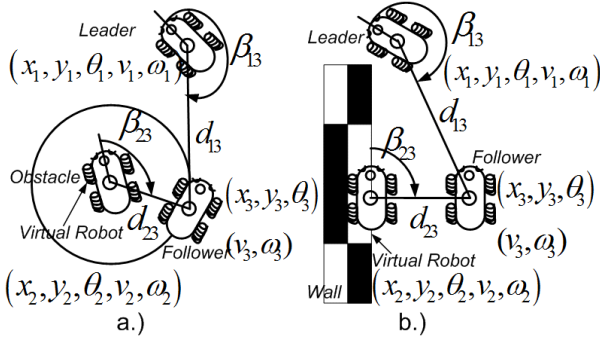 Leader
β₁₃
(x₁, y₁, θ₁, v₁, ω₁)
d₁₃
β₂₃
Obstacle
d₂₃
Virtual Robot
(x₃, y₃, θ₃)
Follower
(v₃, ω₃)
(x₂, y₂, θ₂, v₂, ω₂)
a.)
Leader
β₁₃
(x₁, y₁, θ₁, v₁, ω₁)
d₁₃
β₂₃
Follower
(x₃, y₃, θ₃)
d₂₃
(v₃, ω₃)
Virtual Robot
Wall
(x₂, y₂, θ₂, v₂, ω₂)
b.)